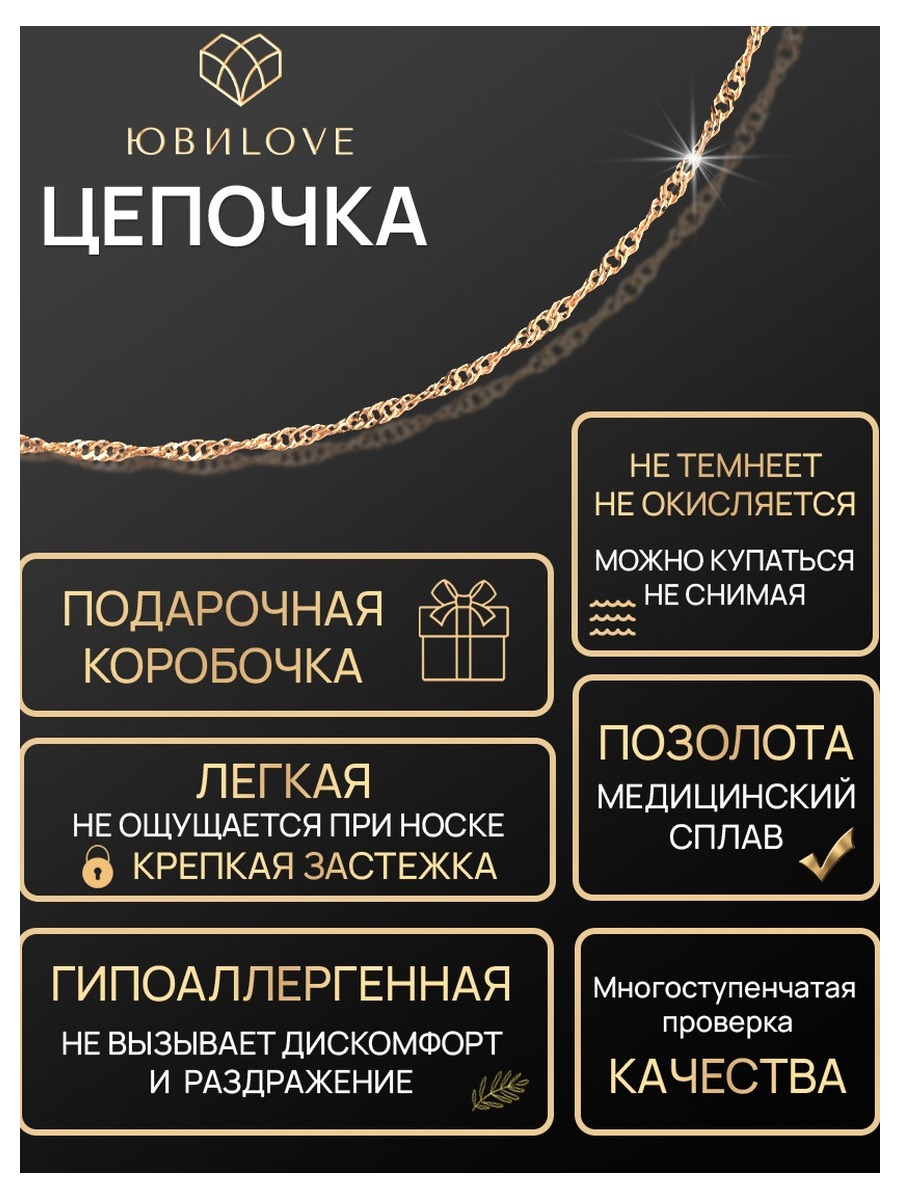 ЮВИLOVE
ЦЕПОЧКА
НЕ ТЕМНЕЕТ
НЕ ОКИСЛЯЕТСЯ
МОЖНО КУПАТЬСЯ
НЕ СНИМАЯ
ПОДАРОЧНАЯ
КОРОБОЧКА
ПОЗОЛОТА
МЕДИЦИНСКИЙ
СПЛАВ
ЛЕГКАЯ
НЕ ОЩУЩАЕТСЯ ПРИ НОСКЕ
КРЕПКАЯ ЗАСТЕЖКА
ГИПОАЛЛЕРГЕННАЯ
НЕ ВЫЗЫВАЕТ ДИСКОМФОРТ
И РАЗДРАЖЕНИЕ
Многоступенчатая
проверка
КАЧЕСТВА